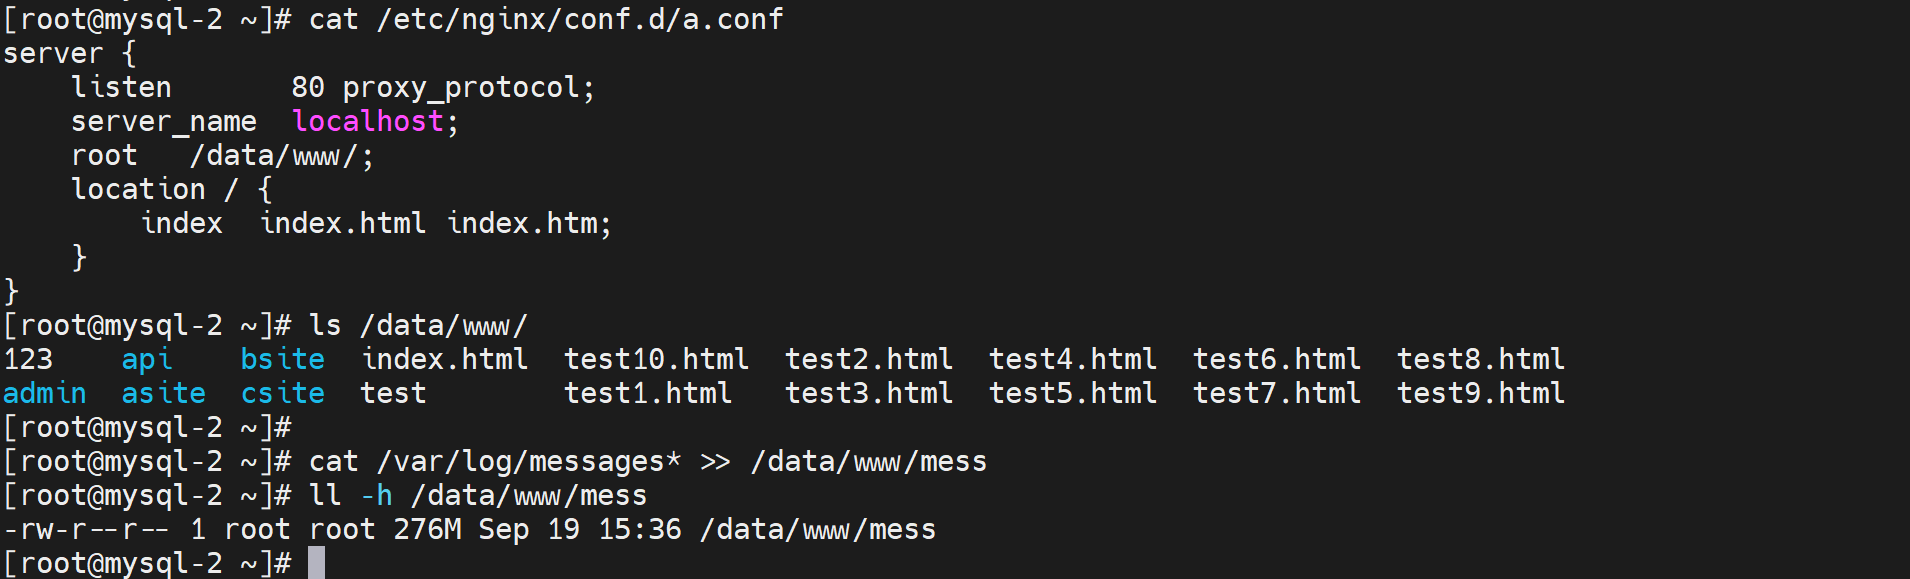 [root@mysql-2 ~]# cat /etc/nginx/conf.d/a.conf
server {
    listen       80 proxy_protocol;
    server_name  localhost;
    root   /data/www/;
    location / {
        index  index.html index.htm;
    }
}
[root@mysql-2 ~]# ls /data/www/
123    api    bsite  index.html  test10.html  test2.html  test4.html  test6.html  test8.html
admin  asite  csite  test        test1.html   test3.html  test5.html  test7.html  test9.html
[root@mysql-2 ~]#
[root@mysql-2 ~]# cat /var/log/messages* >> /data/www/mess
[root@mysql-2 ~]# ll -h /data/www/mess
-rw-r--r-- 1 root root 276M Sep 19 15:36 /data/www/mess
[root@mysql-2 ~]#